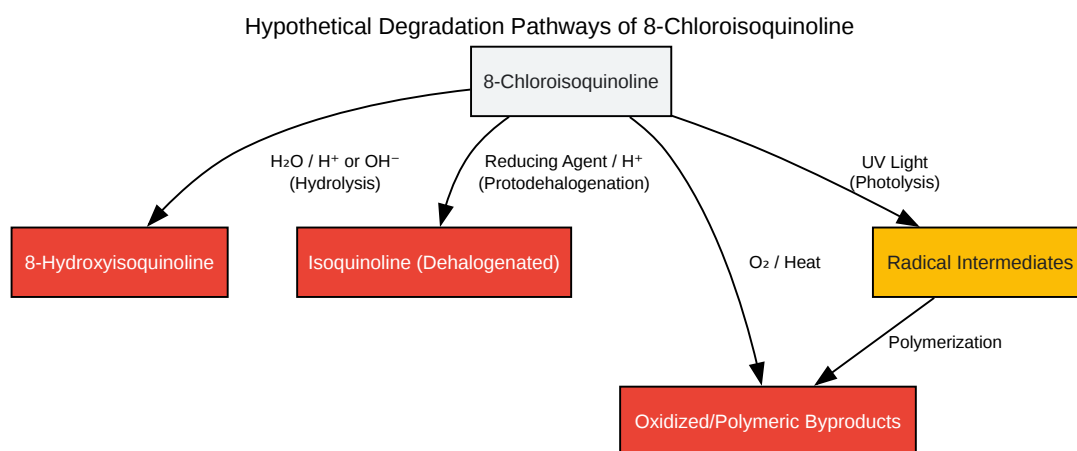 Hypothetical Degradation Pathways of 8-Chloroisoquinoline
8-Chloroisoquinoline
H₂O / H⁺ or OH⁻
(Hydrolysis)
Reducing Agent / H⁺
(Protodehalogenation)
UV Light
(Photolysis)
8-Hydroxyisoquinoline
Isoquinoline (Dehalogenated)
O₂ / Heat
Radical Intermediates
Polymerization
Oxidized/Polymeric Byproducts